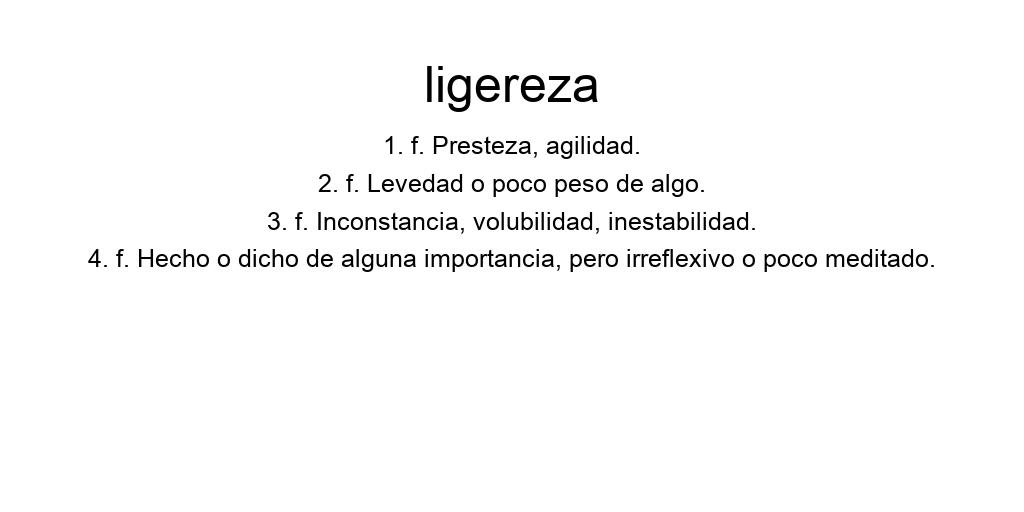 ligereza
1. f. Presteza, agilidad.
2. f. Levedad o poco peso de algo.
3. f. Inconstancia, volubilidad, inestabilidad.
4. f. Hecho o dicho de alguna importancia, pero irreflexivo o poco meditado.